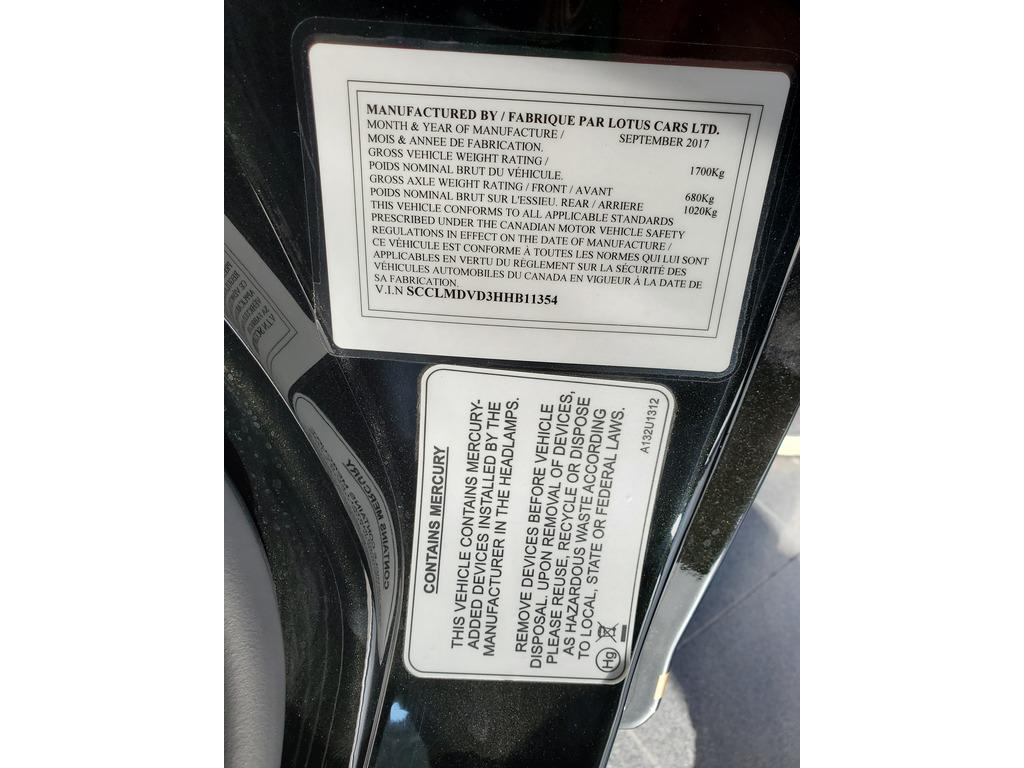 MANUFACTURED BY / FABRIQUE PAR LOTUS CARS LTD.
MONTH & YEAR OF MANUFACTURE / SEPTEMBER 2017
MOIS & ANNEE DE FABRICATION.
GROSS VEHICLE WEIGHT RATING / 1700Kg
POIDS NOMINAL BRUT DU VÉHICULE.
GROSS AXLE WEIGHT RATING / FRONT / AVANT 680Kg
POIDS NOMINAL BRUT SUR L'ESSIEU. REAR / ARRIERE 1020Kg
THIS VEHICLE CONFORMS TO ALL APPLICABLE STANDARDS
PRESCRIBED UNDER THE CANADIAN MOTOR VEHICLE SAFETY
REGULATIONS IN EFFECT ON THE DATE OF MANUFACTURE /
CE VÉHICULE EST CONFORME À TOUTES LES NORMES QUI LUI SONT
APPLICABLES EN VERTU DU RÈGLEMENT SUR LA SÉCURITÉ DES
VÉHICULES AUTOMOBILES DU CANADA EN VIGUEUR À LA DATE DE
SA FABRICATION.
V.I.N SCCLMDVD3HHB11354
CONTAINS MERCURY
THIS VEHICLE CONTAINS MERCURY-
ADDED DEVICES INSTALLED BY THE
MANUFACTURER IN THE HEADLAMPS.
REMOVE DEVICES BEFORE VEHICLE
DISPOSAL. UPON REMOVAL OF DEVICES,
PLEASE REUSE, RECYCLE OR DISPOSE
AS HAZARDOUS WASTE ACCORDING
TO LOCAL, STATE OR FEDERAL LAWS.
Hg
A132U1312
CONTAINS MERCURY